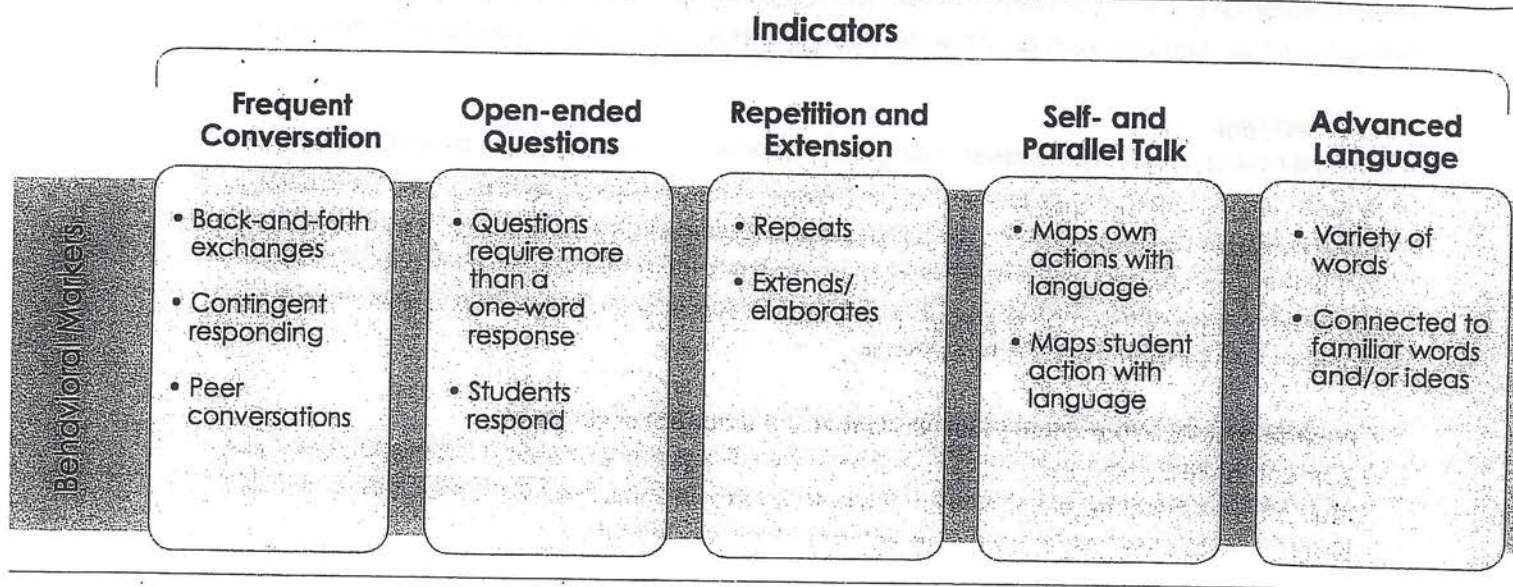 Indicators
Frequent
Conversation
• Back-and-forth
exchanges
• Contingent
responding
• Peer
conversations
Open-ended
Questions
• Questions
require more
than a
one-word
response
• Students
respond
Repetition and
Extension
• Repeats
• Extends/
elaborates
Self- and
Parallel Talk
• Maps own
actions with
language
• Maps student
action with
language
Advanced
Language
• Variety of
words
• Connected to
familiar words
and/or ideas
Behavioral Markers